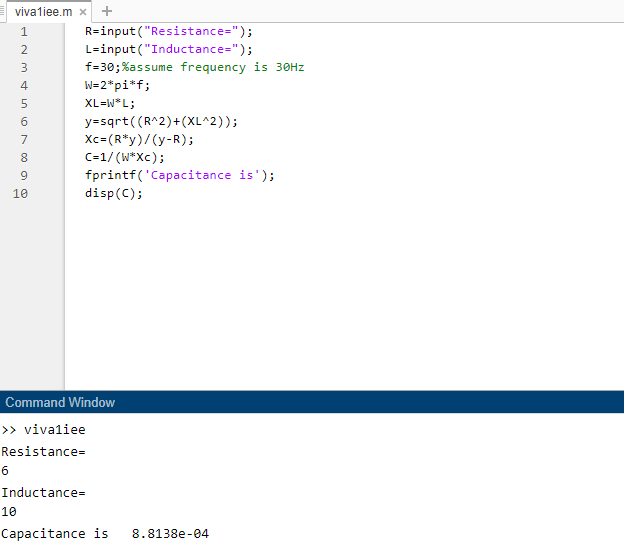 viva1iee.m × +
1 R=input("Resistance=");
2 L=input("Inductance=");
3 f=30;%assume frequency is 30Hz
4 W=2*pi*f;
5 XL=W*L;
6 y=sqrt((R^2)+(XL^2));
7 Xc=(R*y)/(y-R);
8 C=1/(W*Xc);
9 fprintf('Capacitance is');
10 disp(C);
Command Window
>> viva1iee
Resistance=
6
Inductance=
10
Capacitance is   8.8138e-04